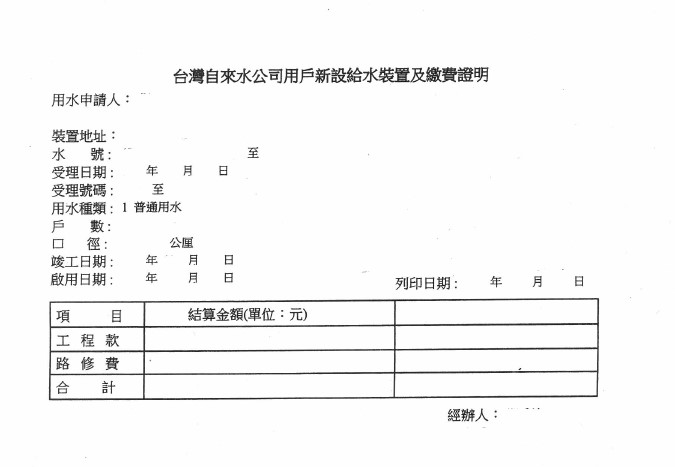 台灣自來水公司用戶新設給水裝置及繳費證明
用水申請人：
裝置地址：
水　　號：　　　　　　　　　　至
受理日期：　　年　　月　　日
受理號碼：　　　至
用水種類：1 普通用水
戶　　數：
口　　徑：　　　　公厘
竣工日期：　　年　　月　　日
啟用日期：　　年　　月　　日
列印日期：　　年　　月　　日
項　　目　　結算金額(單位：元)
工 程 款
路 修 費
合　　計
經辦人：